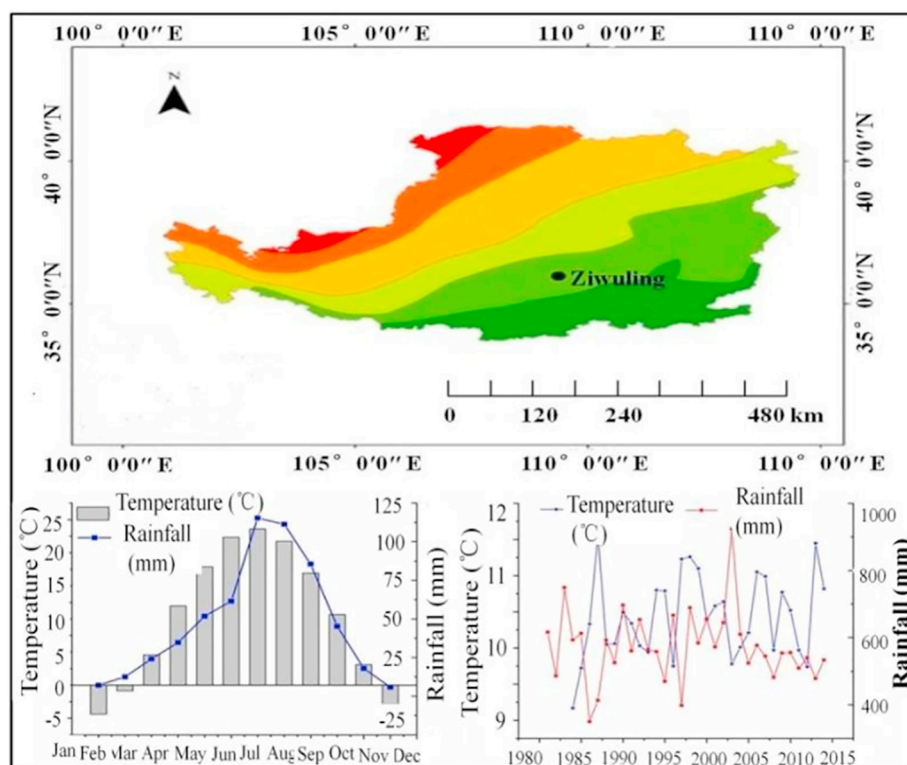 100° 0′0″E 105° 0′0″E 110° 0′0″E 110° 0′0″E
N
40° 0′0″N 40° 0′0″N
35° 0′0″N 35° 0′0″N
Ziwuling
0 120 240 480 km
100° 0′0″E 105° 0′0″E 110° 0′0″E 110° 0′0″E
Temperature (℃)
Rainfall
(mm)
Temperature (℃)
25
20
15
10
5
0
-5
Rainfall (mm)
125
100
75
50
25
0
-25
Jan Feb Mar Apr May Jun Jul Aug Sep Oct Nov Dec
Temperature
(℃)
Rainfall
(mm)
Temperature (℃)
12
11
10
9
Rainfall (mm)
1000
800
600
400
1980 1985 1990 1995 2000 2005 2010 2015